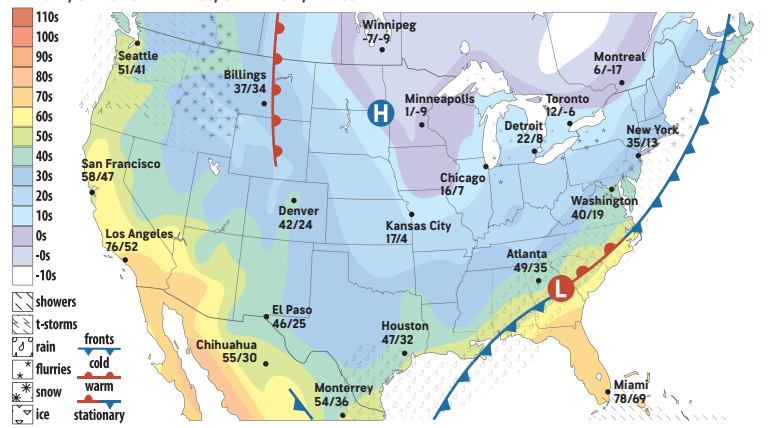 110s
100s
90s
80s
70s
60s
50s
40s
30s
20s
10s
0s
-0s
-10s
showers
t-storms
rain
flurries
snow
ice
fronts
cold
warm
stationary
Winnipeg
-7/-9
Seattle
51/41
Billings
37/34
Montreal
6/-17
Minneapolis
1/-9
Toronto
12/-6
H
Detroit
22/8
New York
35/13
San Francisco
58/47
Chicago
16/7
Denver
42/24
Washington
40/19
Kansas City
17/4
Los Angeles
76/52
Atlanta
49/35
L
El Paso
46/25
Houston
47/32
Chihuahua
55/30
Monterrey
54/36
Miami
78/69